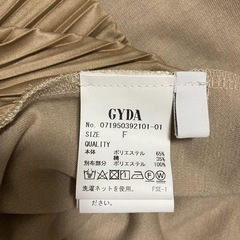 GYDA
No. 071950392101-01
SIZE F
QUALITY
本体 ポリエステル 65%
綿 35%
別布部分 ポリエステル 100%
洗濯ネットを使用。 FSE-1
ださい。